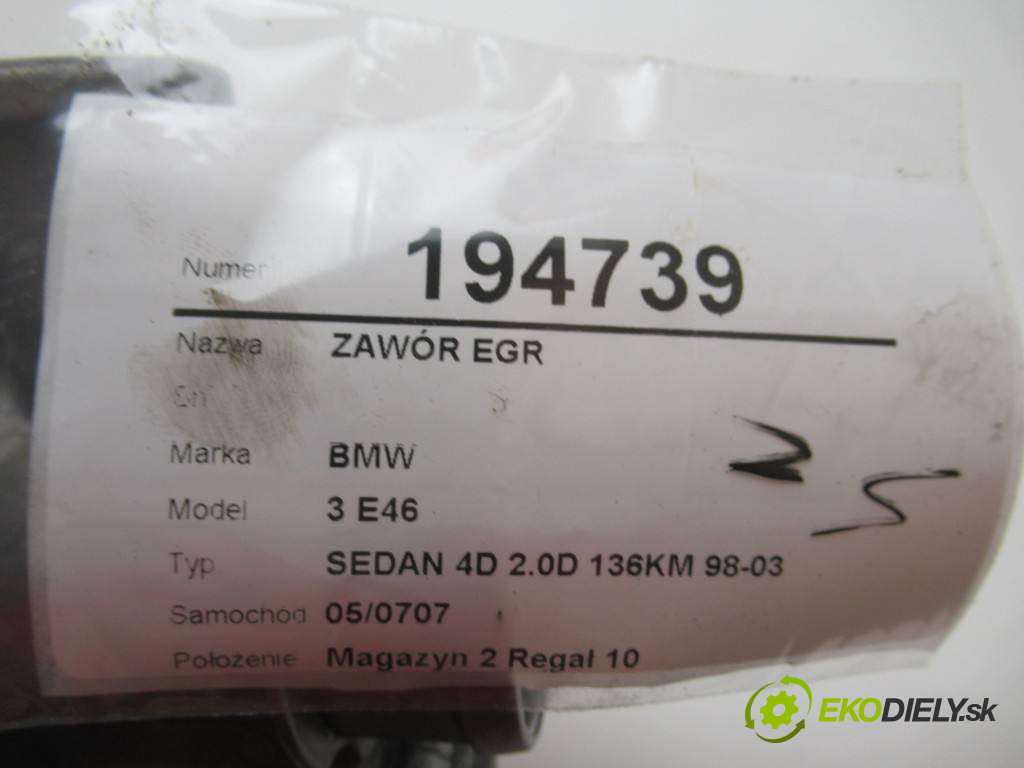 Numer 194739
Nazwa ZAWÓR EGR
Marka BMW
Model 3 E46
Typ SEDAN 4D 2.0D 136KM 98-03
Samochod 05/0707
Położenie Magazyn 2 Regał 10
EKODIELY.sk